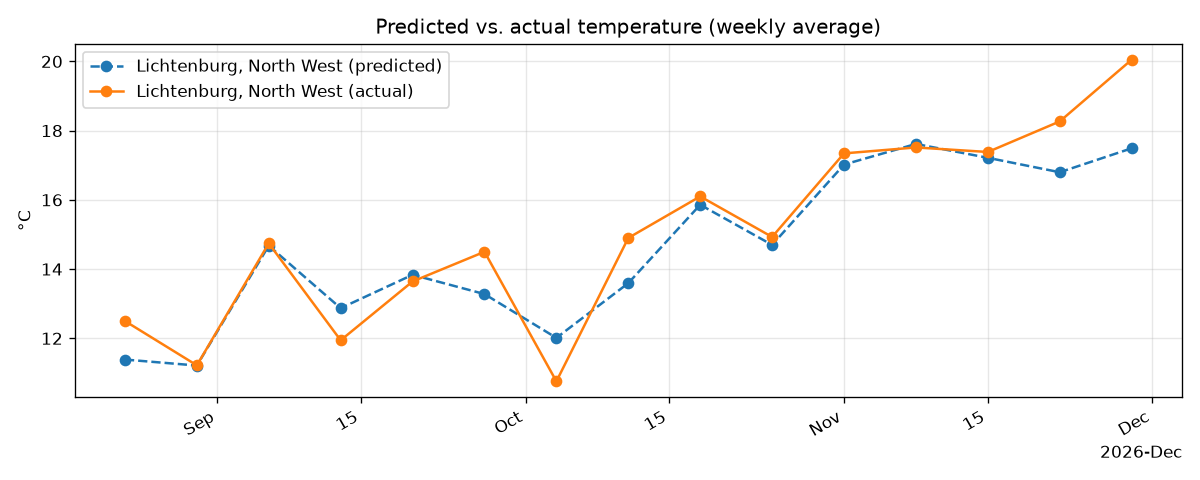 Predicted vs. actual temperature (weekly average)
Lichtenburg, North West (predicted)
Lichtenburg, North West (actual)
°C
20
18
16
14
12
Sep
15
Oct
15
Nov
15
Dec
2026-Dec